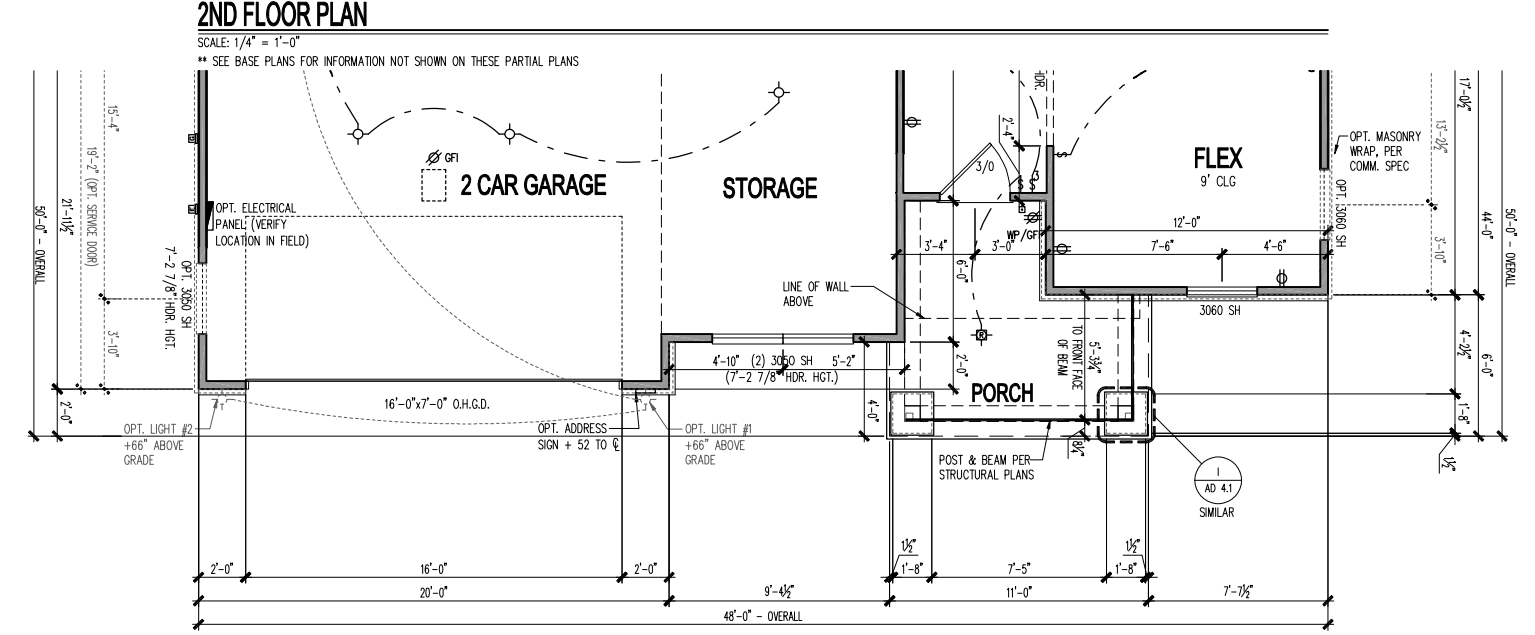 2ND FLOOR PLAN
SCALE: 1/4" = 1'-0"
** SEE BASE PLANS FOR INFORMATION NOT SHOWN ON THESE PARTIAL PLANS
50'-0" - OVERALL
21'-11½"
2'-0"
15'-4"
19'-2" (OPT. SERVICE DOOR)
3'-10"
OPT. ELECTRICAL
PANEL (VERIFY
LOCATION IN FIELD)
OPT. 3050 SH
7'-2 7/8" HDR. HGT.
GFI
2 CAR GARAGE
STORAGE
HDR.
2'-4"
3/0
S
S
3
S
WP/GFI
FLEX
9' CLG
OPT. MASONRY
WRAP, PER
COMM. SPEC
OPT. 3060 SH
12'-0"
3'-4"
3'-0"
7'-6"
4'-6"
6'-0"
LINE OF WALL
ABOVE
3060 SH
4'-10"
(2) 3050 SH
5'-2"
(7'-2 7/8" HDR. HGT.)
2'-0"
TO FRONT FACE
OF BEAM
5'-3¾"
PORCH
16'-0"x7'-0" O.H.G.D.
4'-0"
8¼"
OPT. LIGHT #2
+66" ABOVE
GRADE
OPT. ADDRESS
SIGN + 52 TO ℄
OPT. LIGHT #1
+66" ABOVE
GRADE
POST & BEAM PER
STRUCTURAL PLANS
1
AD 4.1
SIMILAR
17'-0½"
13'-2½"
3'-10"
44'-0"
50'-0" - OVERALL
4'-2½"
6'-0"
1'-8"
1½"
1½"
1½"
2'-0"
16'-0"
2'-0"
1'-8"
7'-5"
1'-8"
20'-0"
9'-4½"
11'-0"
7'-7½"
48'-0" - OVERALL